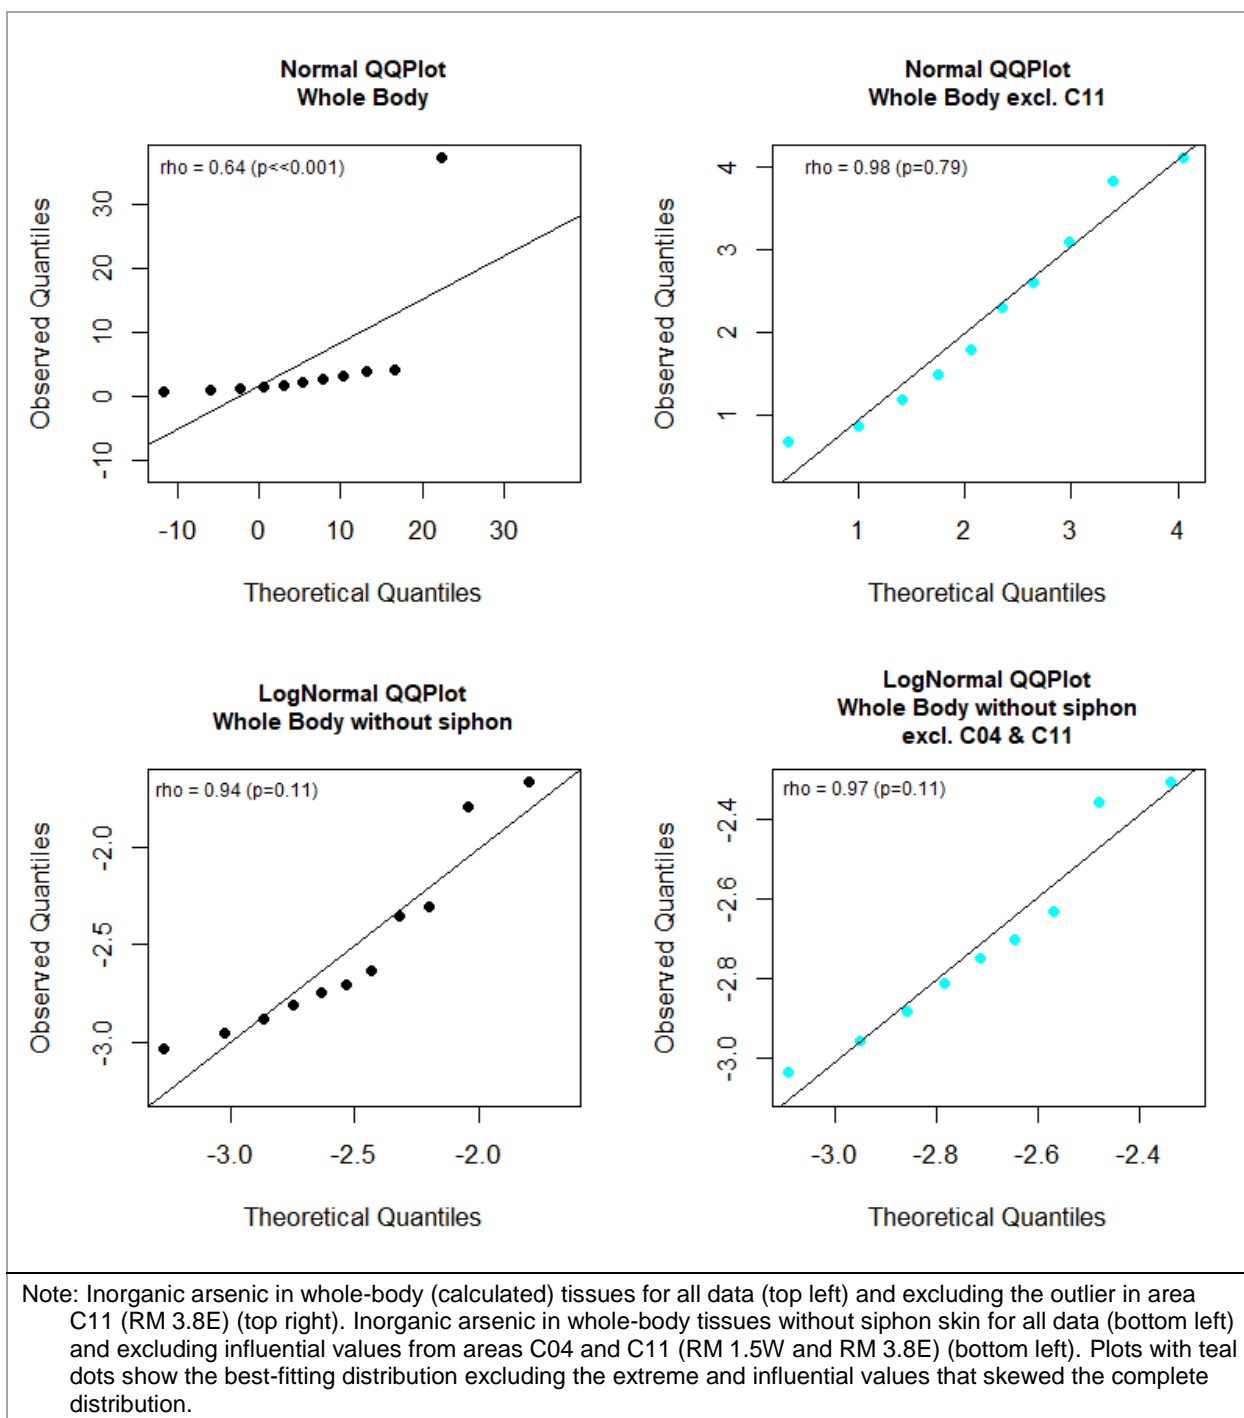 Normal QQPlot
Whole Body
rho = 0.64 (p<<0.001)
Observed Quantiles
30
20
10
0
-10
-10 0 10 20 30
Theoretical Quantiles
Normal QQPlot
Whole Body excl. C11
rho = 0.98 (p=0.79)
Observed Quantiles
4
3
2
1
1 2 3 4
Theoretical Quantiles
LogNormal QQPlot
Whole Body without siphon
rho = 0.94 (p=0.11)
Observed Quantiles
-2.0
-2.5
-3.0
-3.0 -2.5 -2.0
Theoretical Quantiles
LogNormal QQPlot
Whole Body without siphon
excl. C04 & C11
rho = 0.97 (p=0.11)
Observed Quantiles
-2.4
-2.6
-2.8
-3.0
-3.0 -2.8 -2.6 -2.4
Theoretical Quantiles
Note: Inorganic arsenic in whole-body (calculated) tissues for all data (top left) and excluding the outlier in area
C11 (RM 3.8E) (top right). Inorganic arsenic in whole-body tissues without siphon skin for all data (bottom left)
and excluding influential values from areas C04 and C11 (RM 1.5W and RM 3.8E) (bottom left). Plots with teal
dots show the best-fitting distribution excluding the extreme and influential values that skewed the complete
distribution.